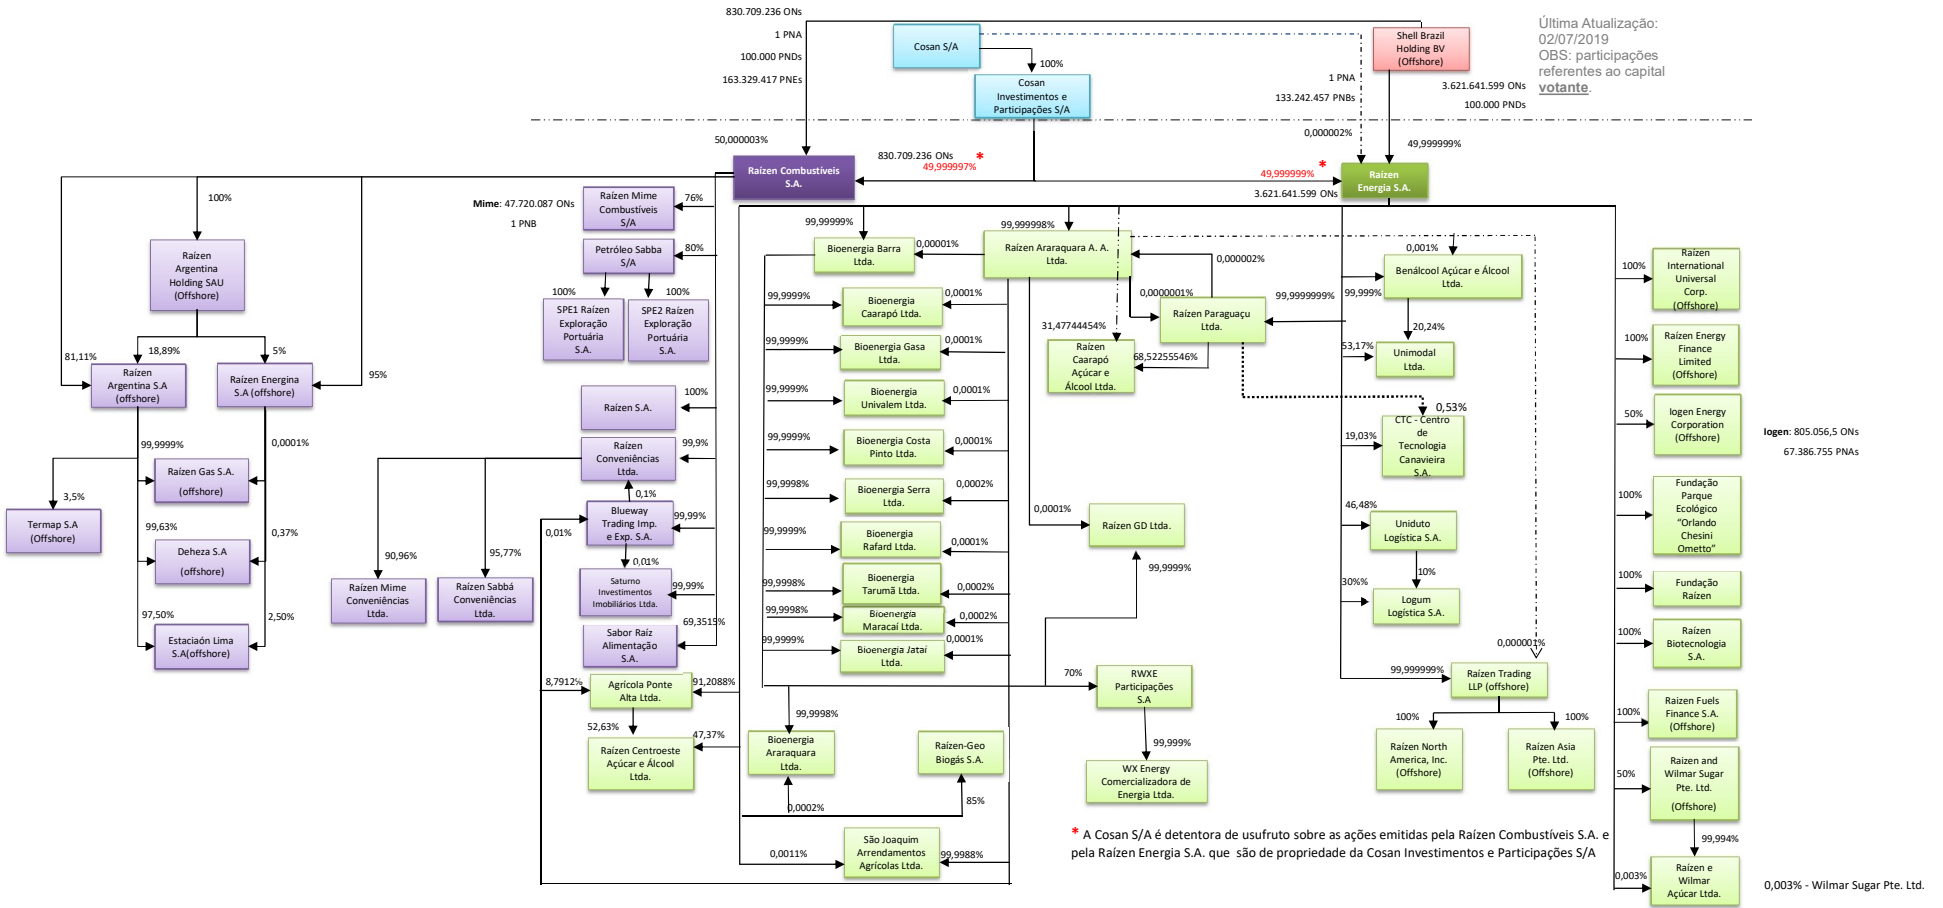 830.709.236 ONs
1 PNA
100.000 PNDs
163.329.417 PNEs
Cosan S/A
100%
Cosan
Investimentos e
Participações S/A
Shell Brazil
Holding BV
(Offshore)
1 PNA
133.242.457 PNBs
3.621.641.599 ONs
100.000 PNDs
Última Atualização:
02/07/2019
OBS: participações
referentes ao capital
votante.
50,000003%
0,000002%
49,999999%
830.709.236 ONs *
49,999997%
49,999999% *
3.621.641.599 ONs
Raízen Combustíveis
S.A.
Raízen
Energia S.A.
100%
Raízen
Argentina
Holding SAU
(Offshore)
81,11%
18,89%
5%
95%
Raízen
Argentina S.A
(offshore)
Raízen Energina
S.A (offshore)
99,9999%
0,0001%
Raízen Gas S.A.
(offshore)
3,5%
Termap S.A
(Offshore)
99,63%
0,37%
Deheza S.A
(offshore)
97,50%
2,50%
Estaciaón Lima
S.A(offshore)
Mime: 47.720.087 ONs
1 PNB
Raízen Mime
Combustíveis
S/A
76%
Petróleo Sabba
S/A
80%
100%
100%
SPE1 Raízen
Exploração
Portuária
S.A.
SPE2 Raízen
Exploração
Portuária
S.A.
Raízen S.A.
100%
Raízen
Conveniências
Ltda.
99,9%
0,1%
Blueway
Trading Imp.
e Exp. S.A.
99,99%
0,01%
0,01%
Saturno
Investimentos
Imobiliários Ltda.
99,99%
Sabor Raíz
Alimentação
S.A.
69,3515%
90,96%
95,77%
Raízen Mime
Conveniências
Ltda.
Raízen Sabbá
Conveniências
Ltda.
8,7912%
Agrícola Ponte
Alta Ltda.
91,2088%
52,63%
47,37%
Raízen Centroeste
Açúcar e Álcool
Ltda.
99,99999%
Bioenergia Barra
Ltda.
0,00001%
99,999998%
Raízen Araraquara A. A.
Ltda.
99,9999%
Bioenergia
Caarapó Ltda.
0,0001%
99,9999%
Bioenergia Gasa
Ltda.
0,0001%
99,9999%
Bioenergia
Univalem Ltda.
0,0001%
99,9999%
Bioenergia Costa
Pinto Ltda.
0,0001%
99,9998%
Bioenergia Serra
Ltda.
0,0002%
99,9999%
Bioenergia
Rafard Ltda.
0,0001%
99,9998%
Bioenergia
Tarumã Ltda.
0,0002%
99,9998%
Bioenergia
Maracaí Ltda.
0,0002%
99,9999%
Bioenergia Jataí
Ltda.
0,0001%
99,9998%
Bioenergia
Araraquara
Ltda.
0,0002%
Raízen-Geo
Biogás S.A.
85%
0,0011%
São Joaquim
Arrendamentos
Agrícolas Ltda.
99,9988%
0,000002%
0,0000001%
Raízen Paraguaçu
Ltda.
99,9999999%
31,47744454%
Raízen
Caarapó
Açúcar e
Álcool Ltda.
68,52255546%
0,0001%
Raízen GD Ltda.
99,9999%
70%
RWXE
Participações
S.A
99,999%
WX Energy
Comercializadora de
Energia Ltda.
0,001%
Benálcool Açúcar e Álcool
Ltda.
99,999%
20,24%
53,17%
Unimodal
Ltda.
0,53%
19,03%
CTC - Centro
de
Tecnologia
Canavieira
S.A.
46,48%
Uniduto
Logística S.A.
10%
30%%
Logum
Logística S.A.
0,000001%
99,999999%
Raízen Trading
LLP (offshore)
100%
100%
Raízen North
America, Inc.
(Offshore)
Raízen Asia
Pte. Ltd.
(Offshore)
100%
Raízen
International
Universal
Corp.
(Offshore)
100%
Raízen Energy
Finance
Limited
(Offshore)
50%
Iogen Energy
Corporation
(Offshore)
Iogen: 805.056,5 ONs
67.386.755 PNAs
100%
Fundação
Parque
Ecológico
“Orlando
Chesini
Ometto”
100%
Fundação
Raízen
100%
Raízen
Biotecnologia
S.A.
100%
Raizen Fuels
Finance S.A.
(Offshore)
50%
Raizen and
Wilmar Sugar
Pte. Ltd.
(Offshore)
99,994%
0,003%
Raízen e
Wilmar
Açúcar Ltda.
0,003% - Wilmar Sugar Pte. Ltd.
* A Cosan S/A é detentora de usufruto sobre as ações emitidas pela Raízen Combustíveis S.A. e
pela Raízen Energia S.A. que são de propriedade da Cosan Investimentos e Participações S/A